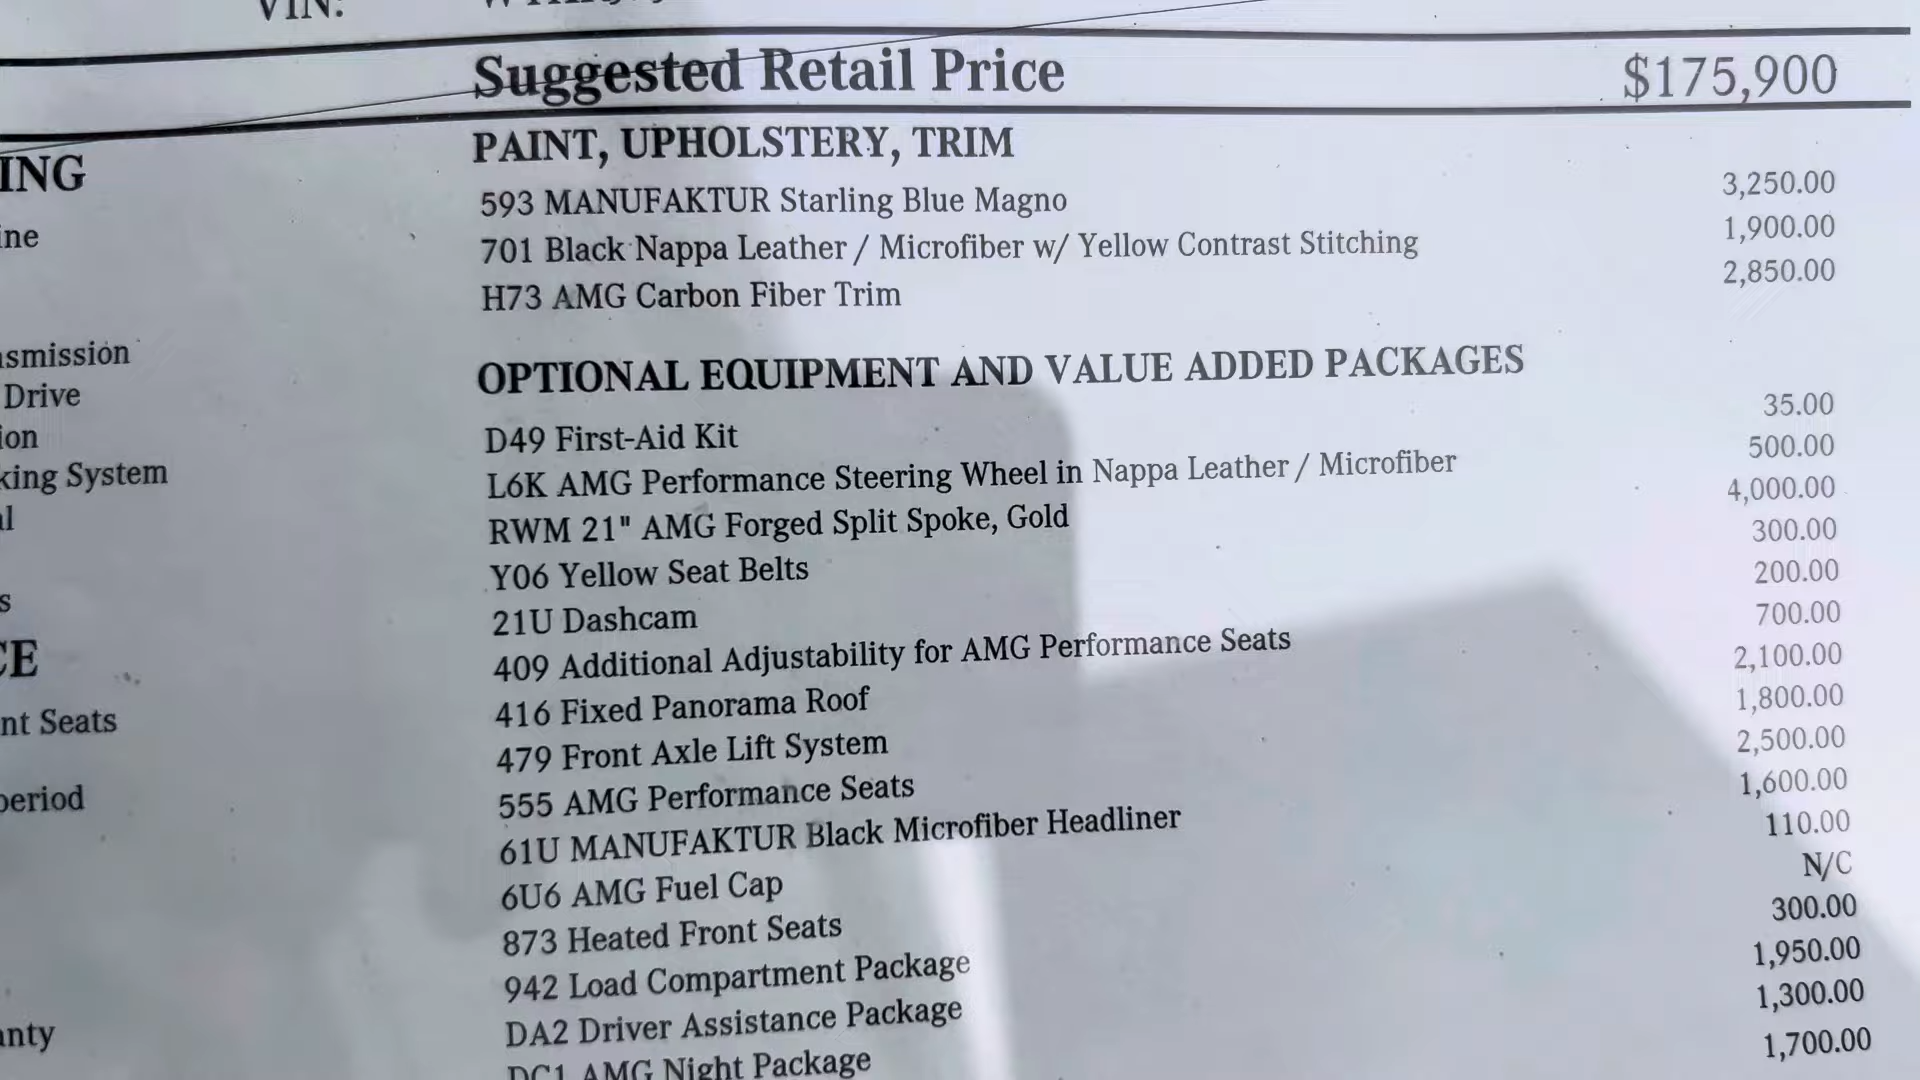 VIN:
Suggested Retail Price $175,900
PAINT, UPHOLSTERY, TRIM
593 MANUFAKTUR Starling Blue Magno 3,250.00
701 Black Nappa Leather / Microfiber w/ Yellow Contrast Stitching 1,900.00
H73 AMG Carbon Fiber Trim 2,850.00
OPTIONAL EQUIPMENT AND VALUE ADDED PACKAGES
D49 First-Aid Kit 35.00
L6K AMG Performance Steering Wheel in Nappa Leather / Microfiber 500.00
RWM 21" AMG Forged Split Spoke, Gold 4,000.00
Y06 Yellow Seat Belts 300.00
21U Dashcam 200.00
409 Additional Adjustability for AMG Performance Seats 700.00
416 Fixed Panorama Roof 2,100.00
479 Front Axle Lift System 1,800.00
555 AMG Performance Seats 2,500.00
61U MANUFAKTUR Black Microfiber Headliner 1,600.00
6U6 AMG Fuel Cap 110.00
873 Heated Front Seats N/C
942 Load Compartment Package 300.00
DA2 Driver Assistance Package 1,950.00
DC1 AMG Night Package 1,300.00
1,700.00
ING
ine
smission
Drive
ion
king System
l
s
CE
nt Seats
period
anty